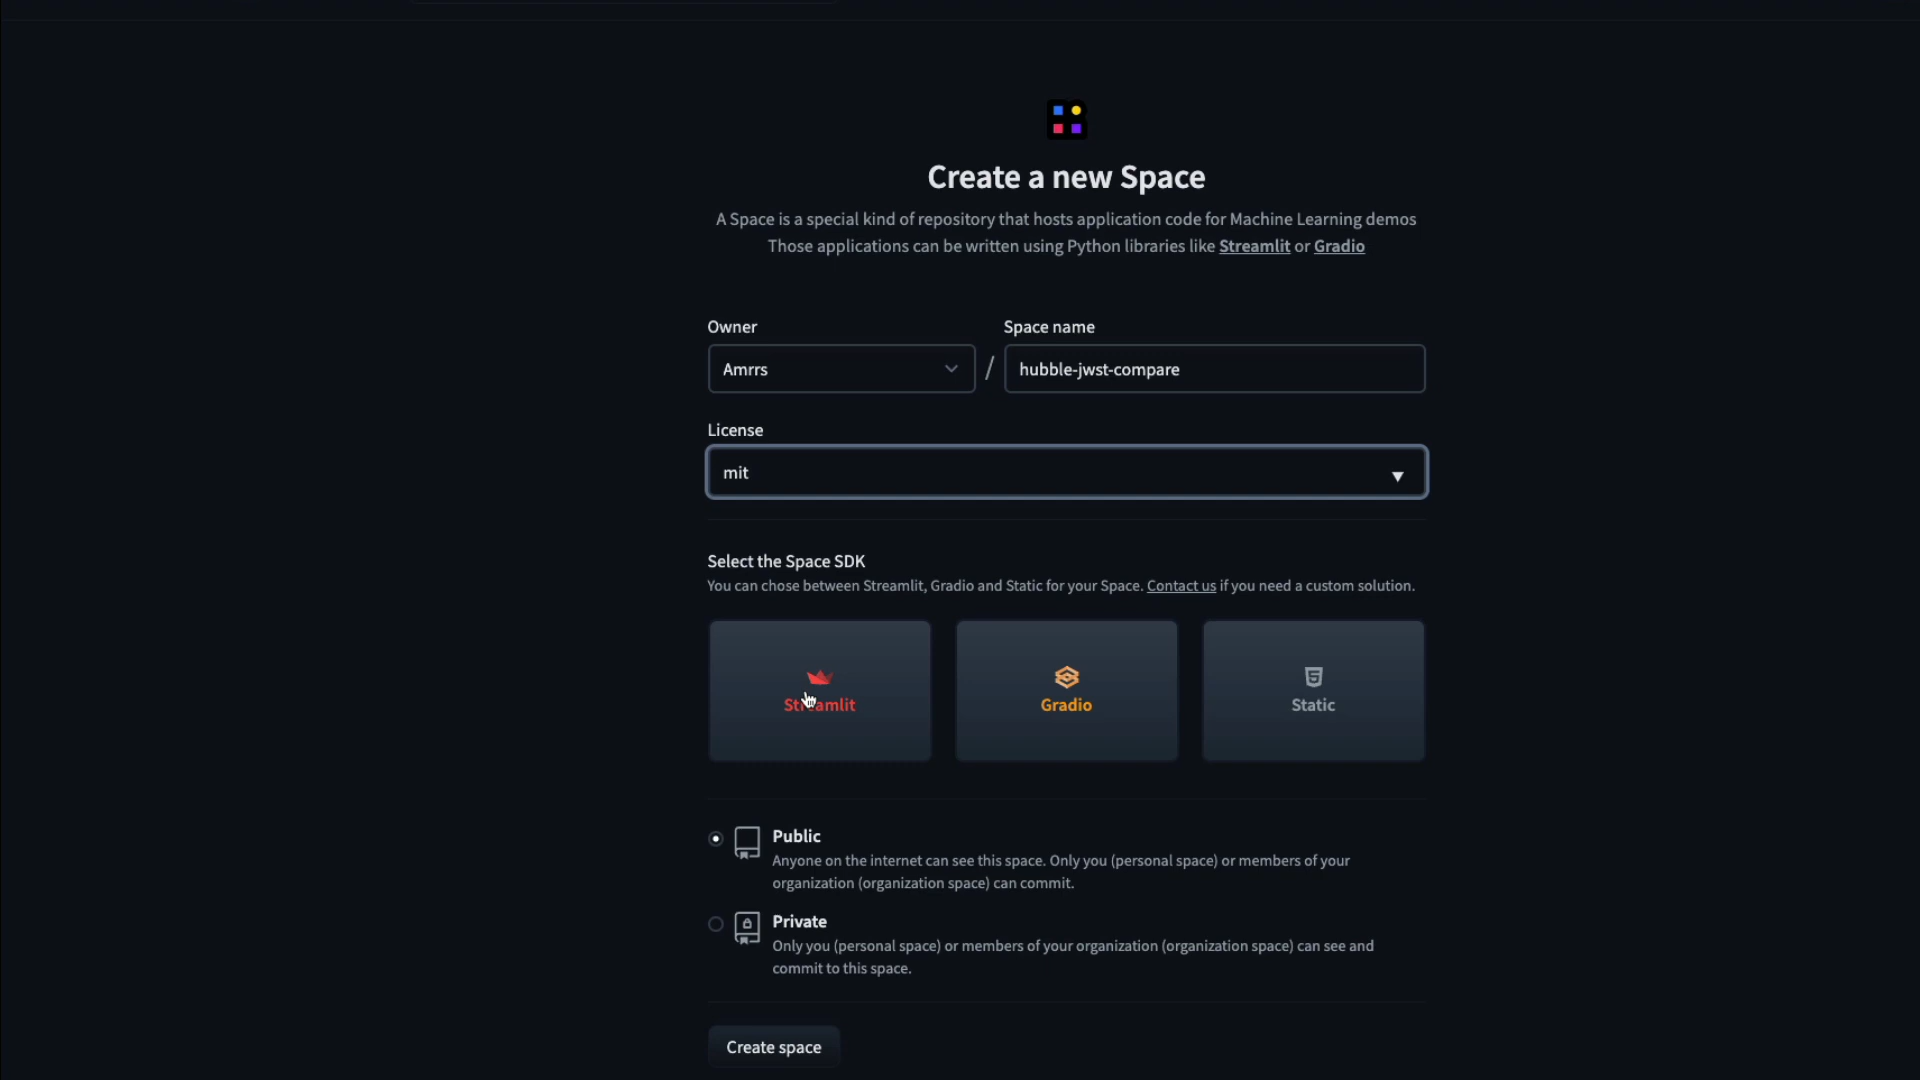 Create a new Space
A Space is a special kind of repository that hosts application code for Machine Learning demos
Those applications can be written using Python libraries like Streamlit or Gradio
Owner
Space name
Amrrs
/
hubble-jwst-compare
License
mit
Select the Space SDK
You can chose between Streamlit, Gradio and Static for your Space. Contact us if you need a custom solution.
Streamlit
Gradio
Static
Public
Anyone on the internet can see this space. Only you (personal space) or members of your
organization (organization space) can commit.
Private
Only you (personal space) or members of your organization (organization space) can see and
commit to this space.
Create space